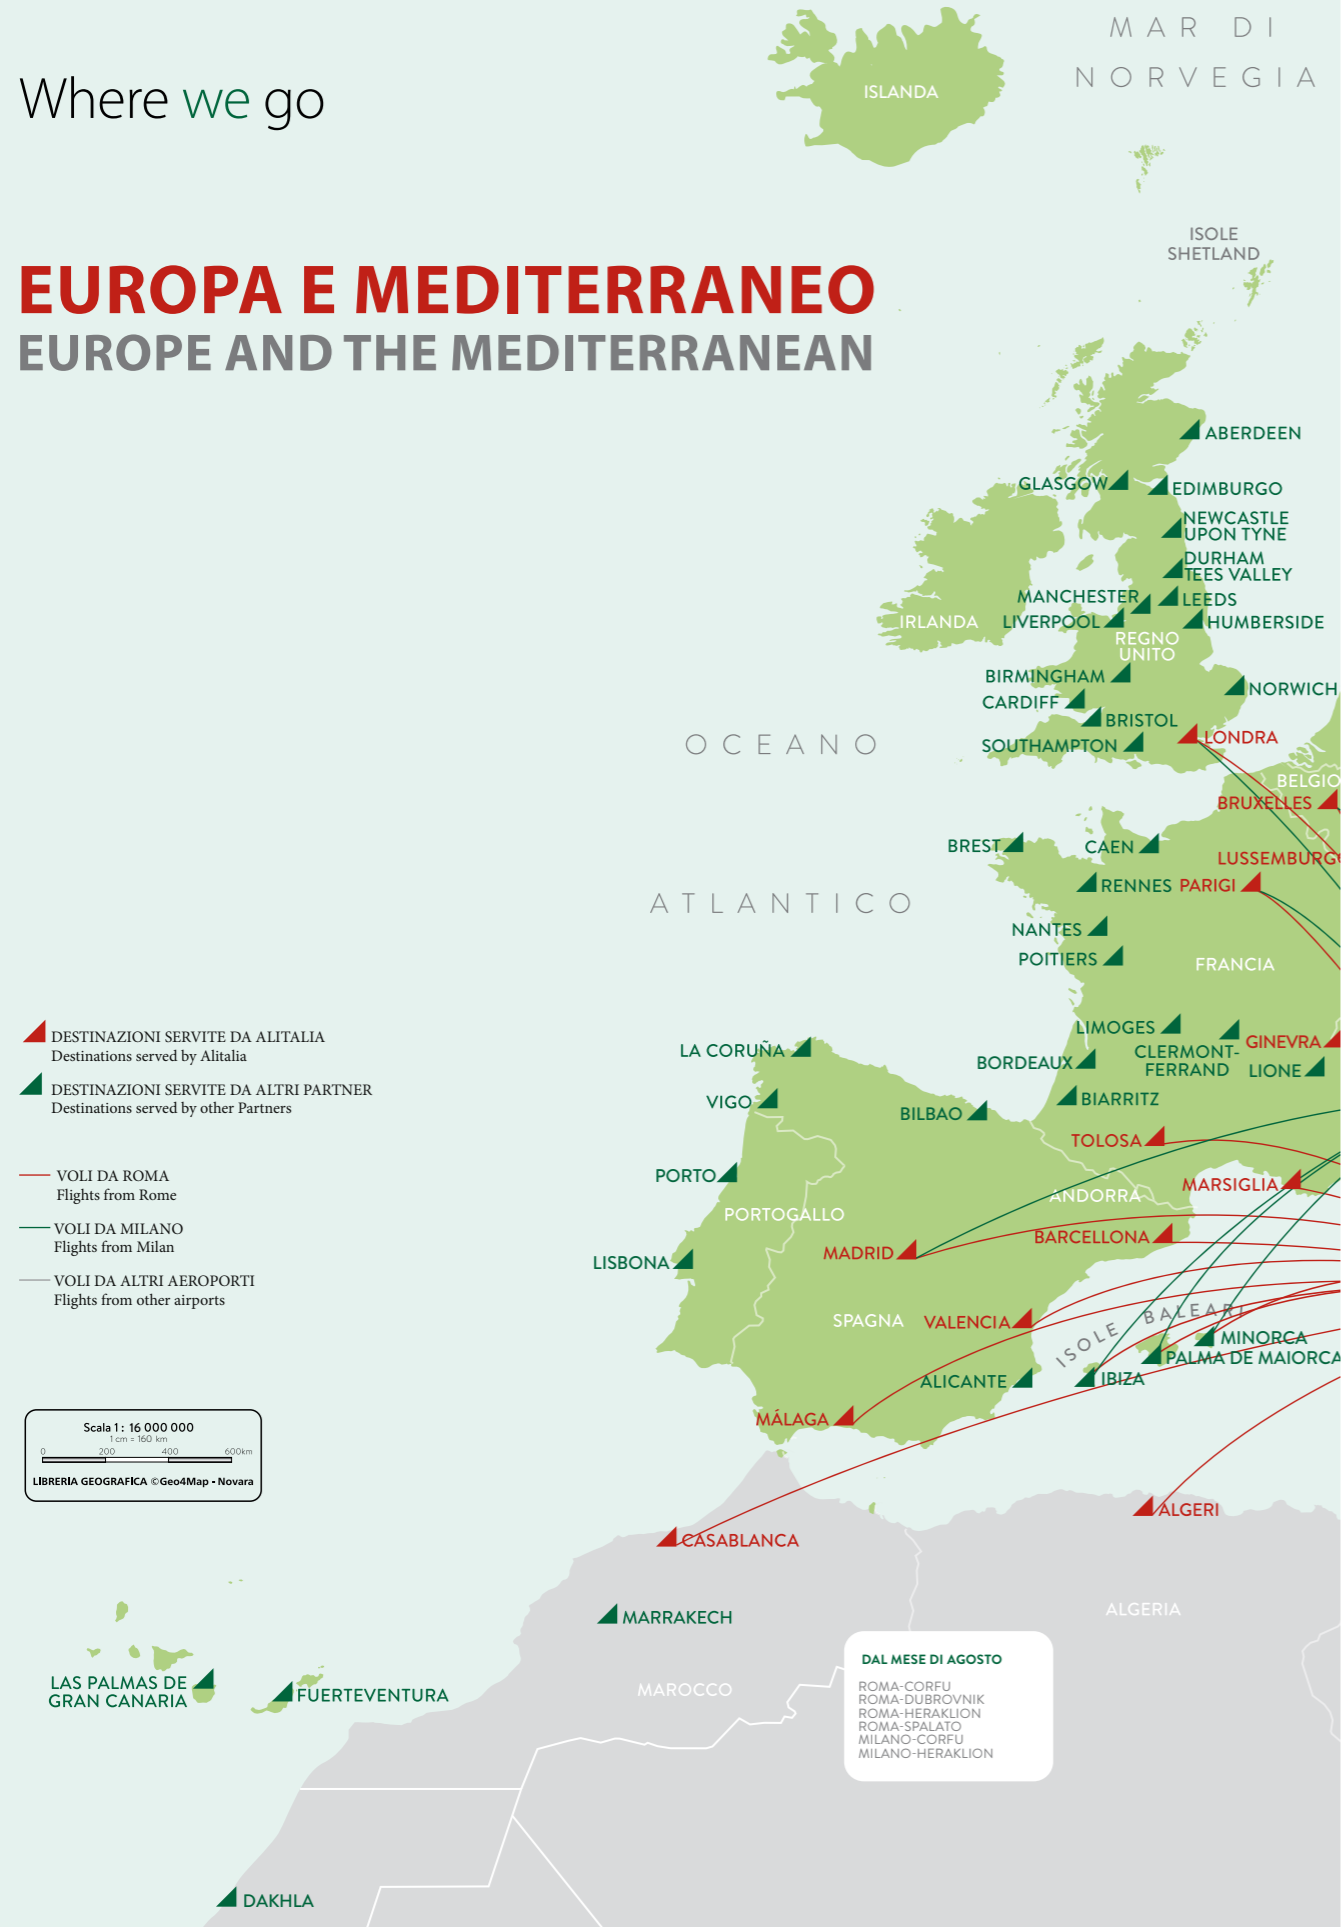 MAR DI
NORVEGIA
ISLANDA
Where we go
ISOLE
SHETLAND
EUROPA E MEDITERRANEO
EUROPE AND THE MEDITERRANEAN
ABERDEEN
GLASGOW
EDIMBURGO
NEWCASTLE
UPON TYNE
DURHAM
TEES VALLEY
MANCHESTER
LEEDS
IRLANDA
LIVERPOOL
HUMBERSIDE
REGNO
UNITO
BIRMINGHAM
NORWICH
CARDIFF
BRISTOL
OCEANO
SOUTHAMPTON
LONDRA
BELGIO
BRUXELLES
BREST
CAEN
LUSSEMBURGO
RENNES
PARIGI
ATLANTICO
NANTES
POITIERS
FRANCIA
DESTINAZIONI SERVITE DA ALITALIA
Destinations served by Alitalia
DESTINAZIONI SERVITE DA ALTRI PARTNER
Destinations served by other Partners
VOLI DA ROMA
Flights from Rome
VOLI DA MILANO
Flights from Milan
VOLI DA ALTRI AEROPORTI
Flights from other airports
LIMOGES
CLERMONT-
FERRAND
GINEVRA
LIONE
LA CORUÑA
BORDEAUX
VIGO
BILBAO
BIARRITZ
TOLOSA
PORTO
MARSIGLIA
ANDORRA
PORTOGALLO
BARCELLONA
MADRID
LISBONA
SPAGNA
VALENCIA
ISOLE BALEARI
MINORCA
PALMA DE MAIORCA
ALICANTE
IBIZA
MÁLAGA
Scala 1 : 16 000 000
1 cm = 160 km
0 200 400 600km
LIBRERIA GEOGRAFICA ©Geo4Map - Novara
ALGERI
CASABLANCA
MARRAKECH
ALGERIA
LAS PALMAS DE
GRAN CANARIA
FUERTEVENTURA
MAROCCO
DAL MESE DI AGOSTO
ROMA-CORFU
ROMA-DUBROVNIK
ROMA-HERAKLION
ROMA-SPALATO
MILANO-CORFU
MILANO-HERAKLION
DAKHLA